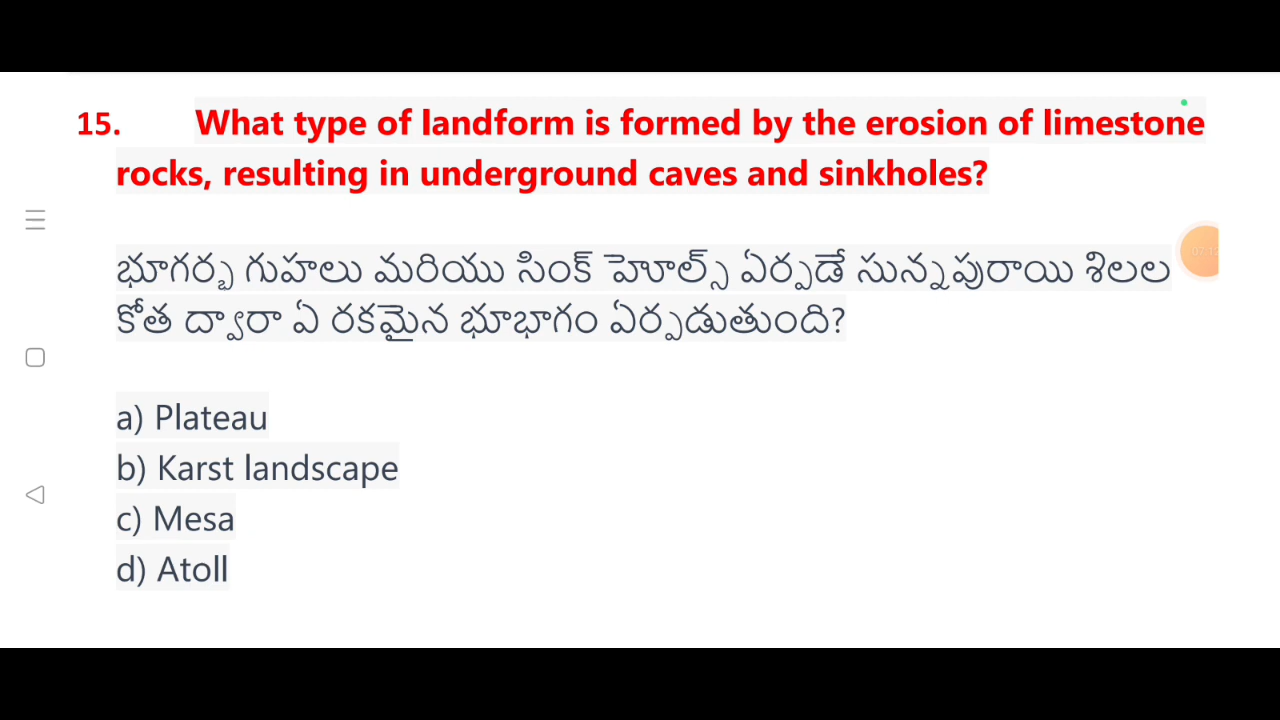 15. What type of landform is formed by the erosion of limestone
rocks, resulting in underground caves and sinkholes?
భూగర్భ గుహలు మరియు సింక్ హెూల్స్ ఏర్పడే సున్నపురాయి శిలల
కోత ద్వారా ఏ రకమైన భూభాగం ఏర్పడుతుంది?
a) Plateau
b) Karst landscape
c) Mesa
d) Atoll